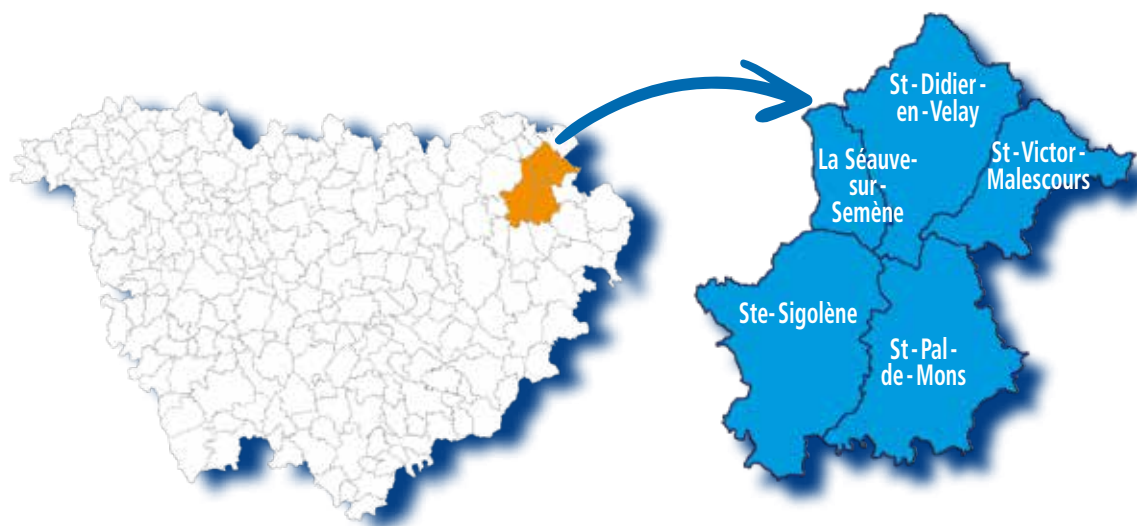 St-Didier-
en-Velay
St-Victor-
Malescours
La Séauve-
sur-
Semène
Ste-Sigolène
St-Pal-
de-Mons